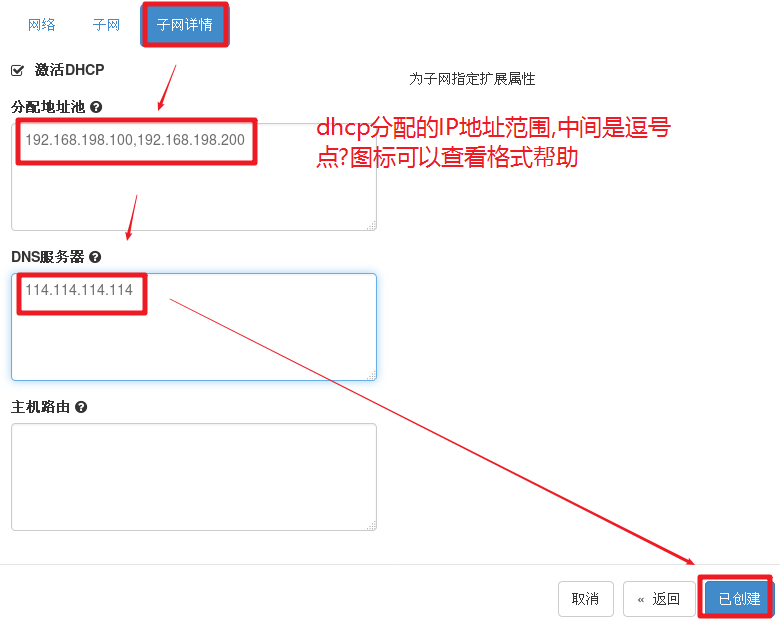 网络 子网 子网详情
激活DHCP
为子网指定扩展属性
分配地址池
192.168.198.100,192.168.198.200
dhcp分配的IP地址范围,中间是逗号
点?图标可以查看格式帮助
DNS服务器
114.114.114.114
主机路由
取消 « 返回 已创建